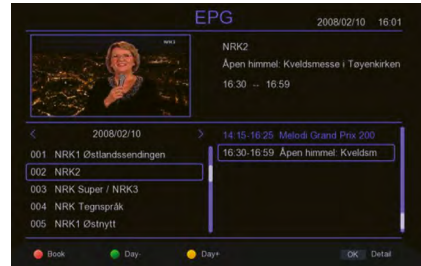 EPG
2008/02/10 16:01
NRK2
NRK2
Åpen himmel: Kveldsmesse i Tøyenkirken
16:30 -- 16:59
< 2008/02/10 >
001 NRK1 Østlandssendingen
002 NRK2
003 NRK Super / NRK3
004 NRK Tegnspråk
005 NRK1 Østnytt
14:15-16:25 Melodi Grand Prix 200
16:30-16:59 Åpen himmel: Kveldsm
Book Day- Day+ OK Detail